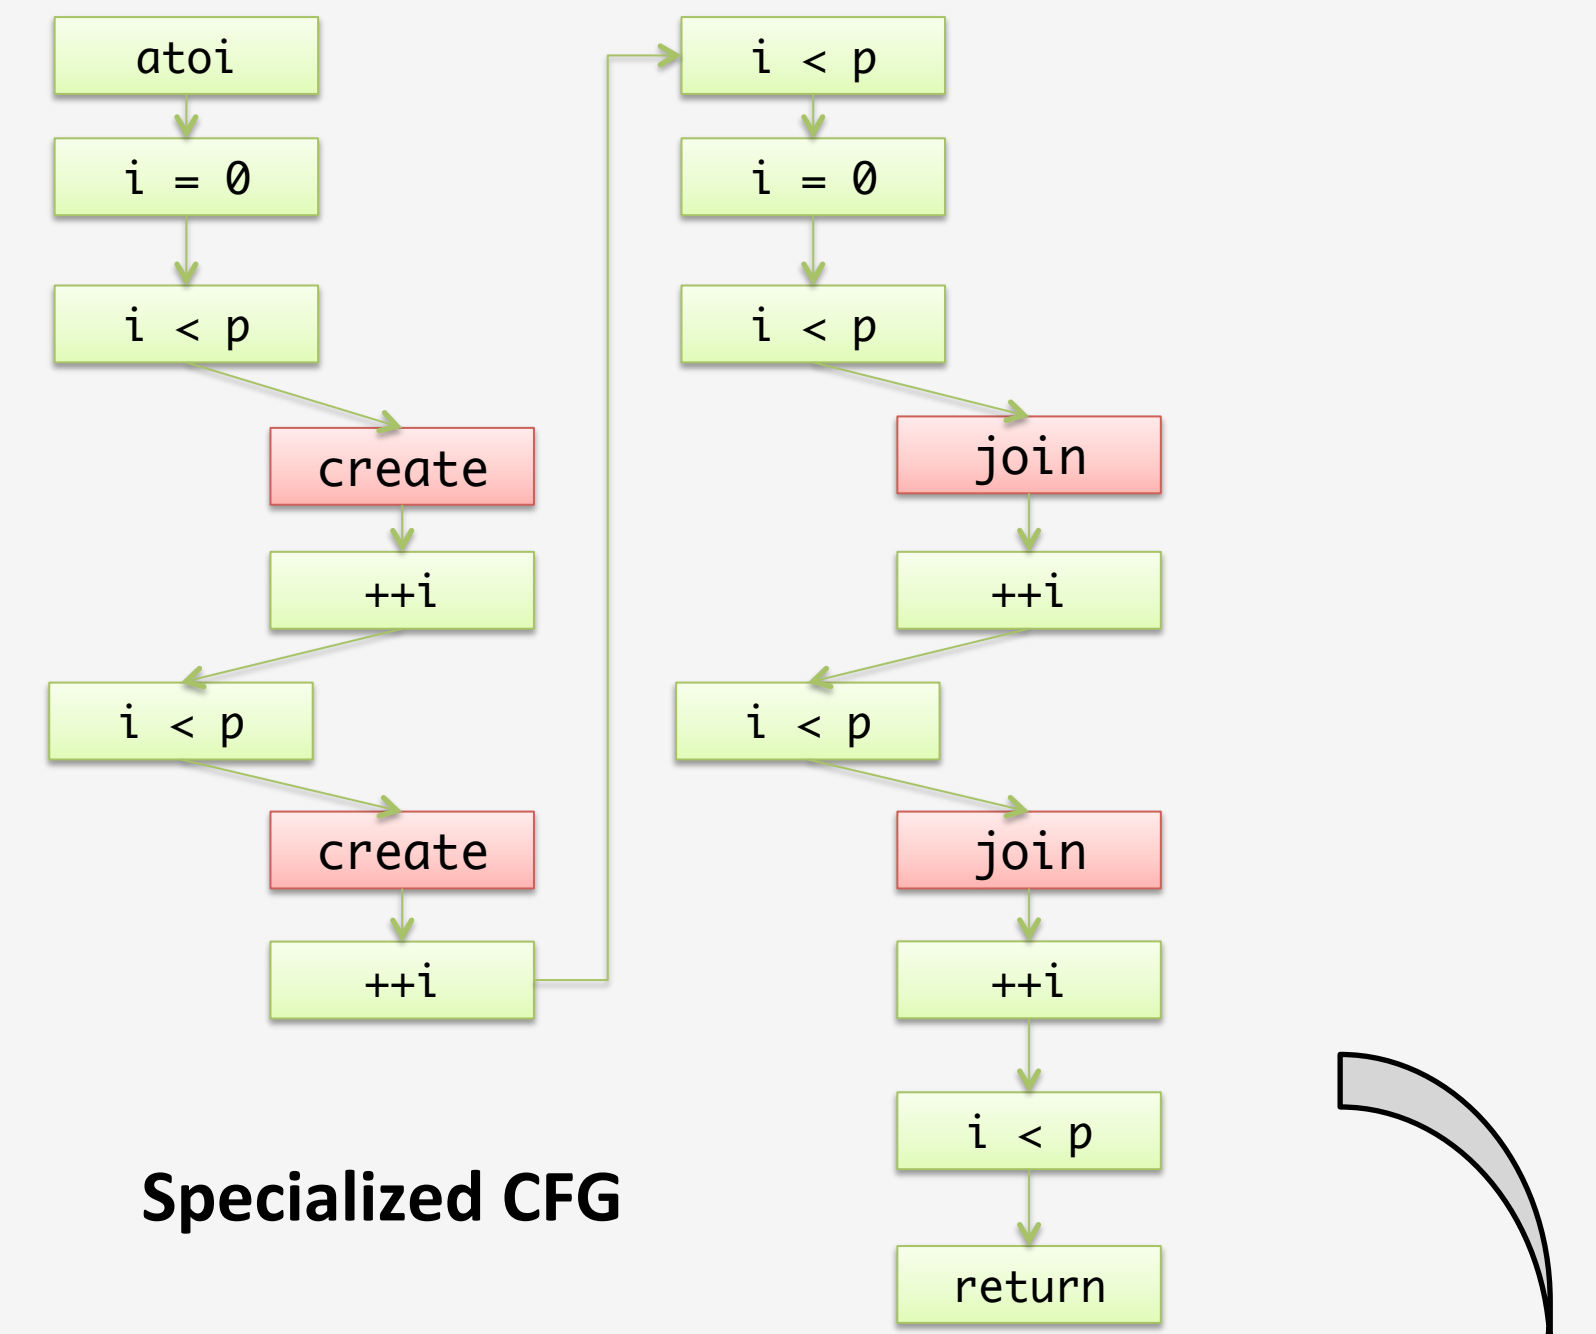 atoi
i = 0
i < p
create
++i
i < p
create
++i
i < p
i = 0
i < p
join
++i
i < p
join
++i
i < p
return
Specialized CFG